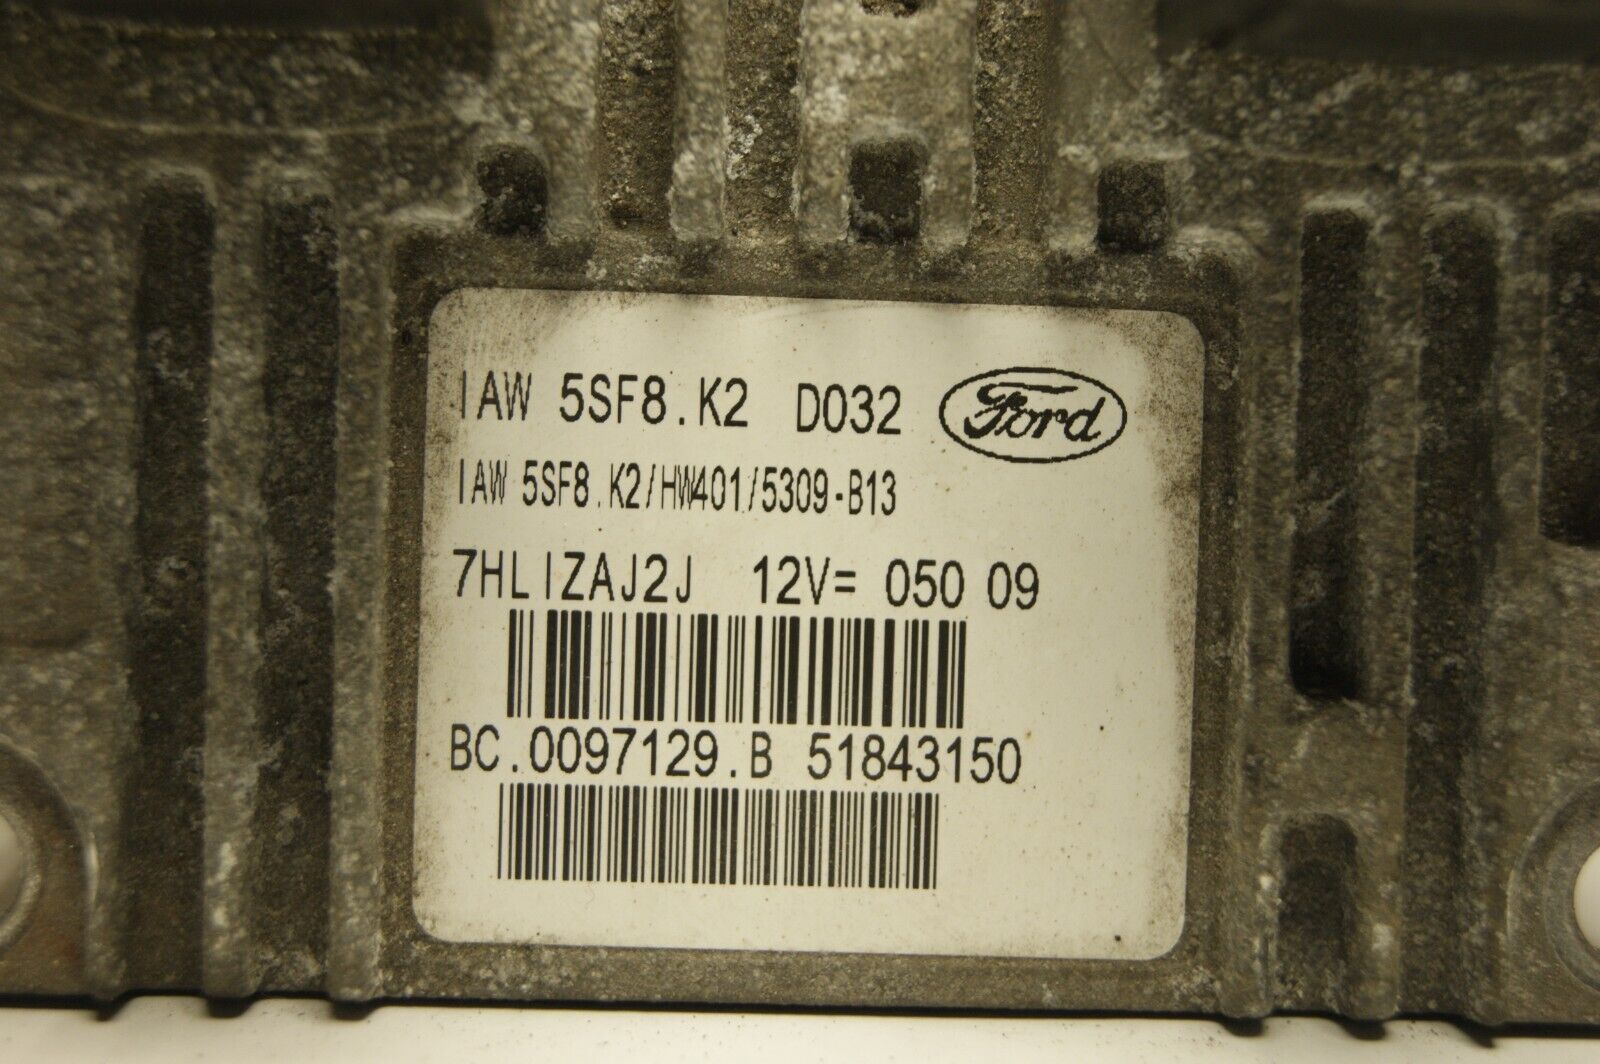 IAW 5SF8.K2 D032 Ford
IAW 5SF8.K2/HW401/5309-B13
7HLIZAJ2J 12V= 050 09
BC.0097129.B 51843150